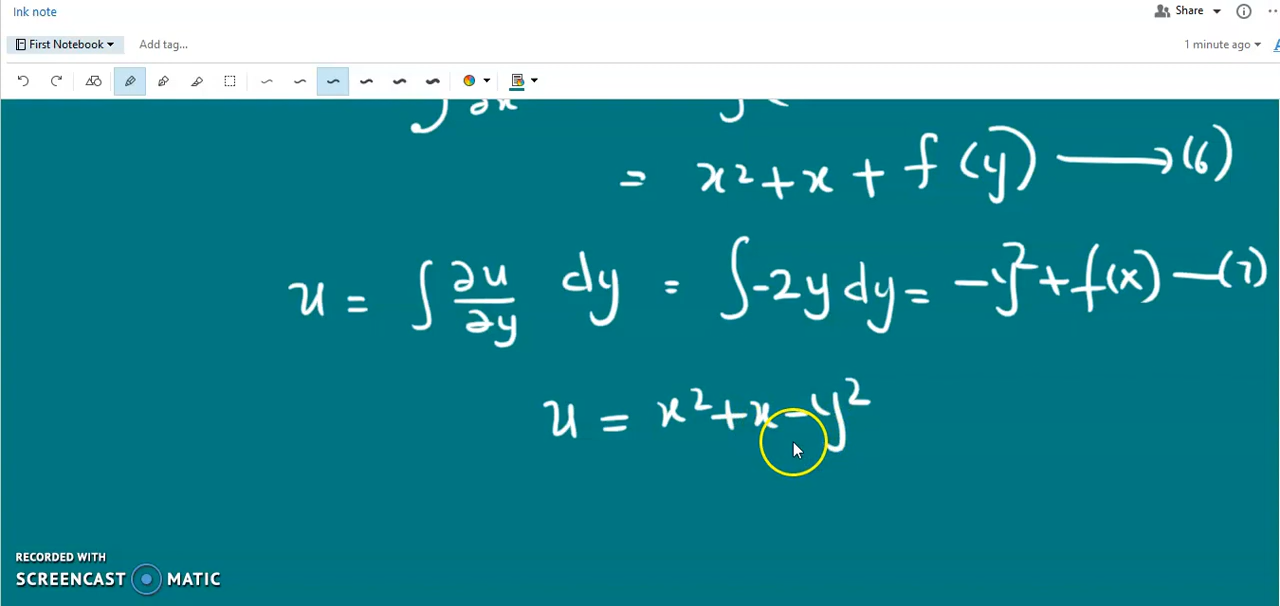 Ink note
Share
First Notebook
Add tag...
1 minute ago
∂x
= x² + x + f(y) ⟶ (6)
u = ∫ ∂u/∂y dy = ∫ -2y dy = -y² + f(x) — (7)
u = x² + x - y²
RECORDED WITH
SCREENCAST MATIC